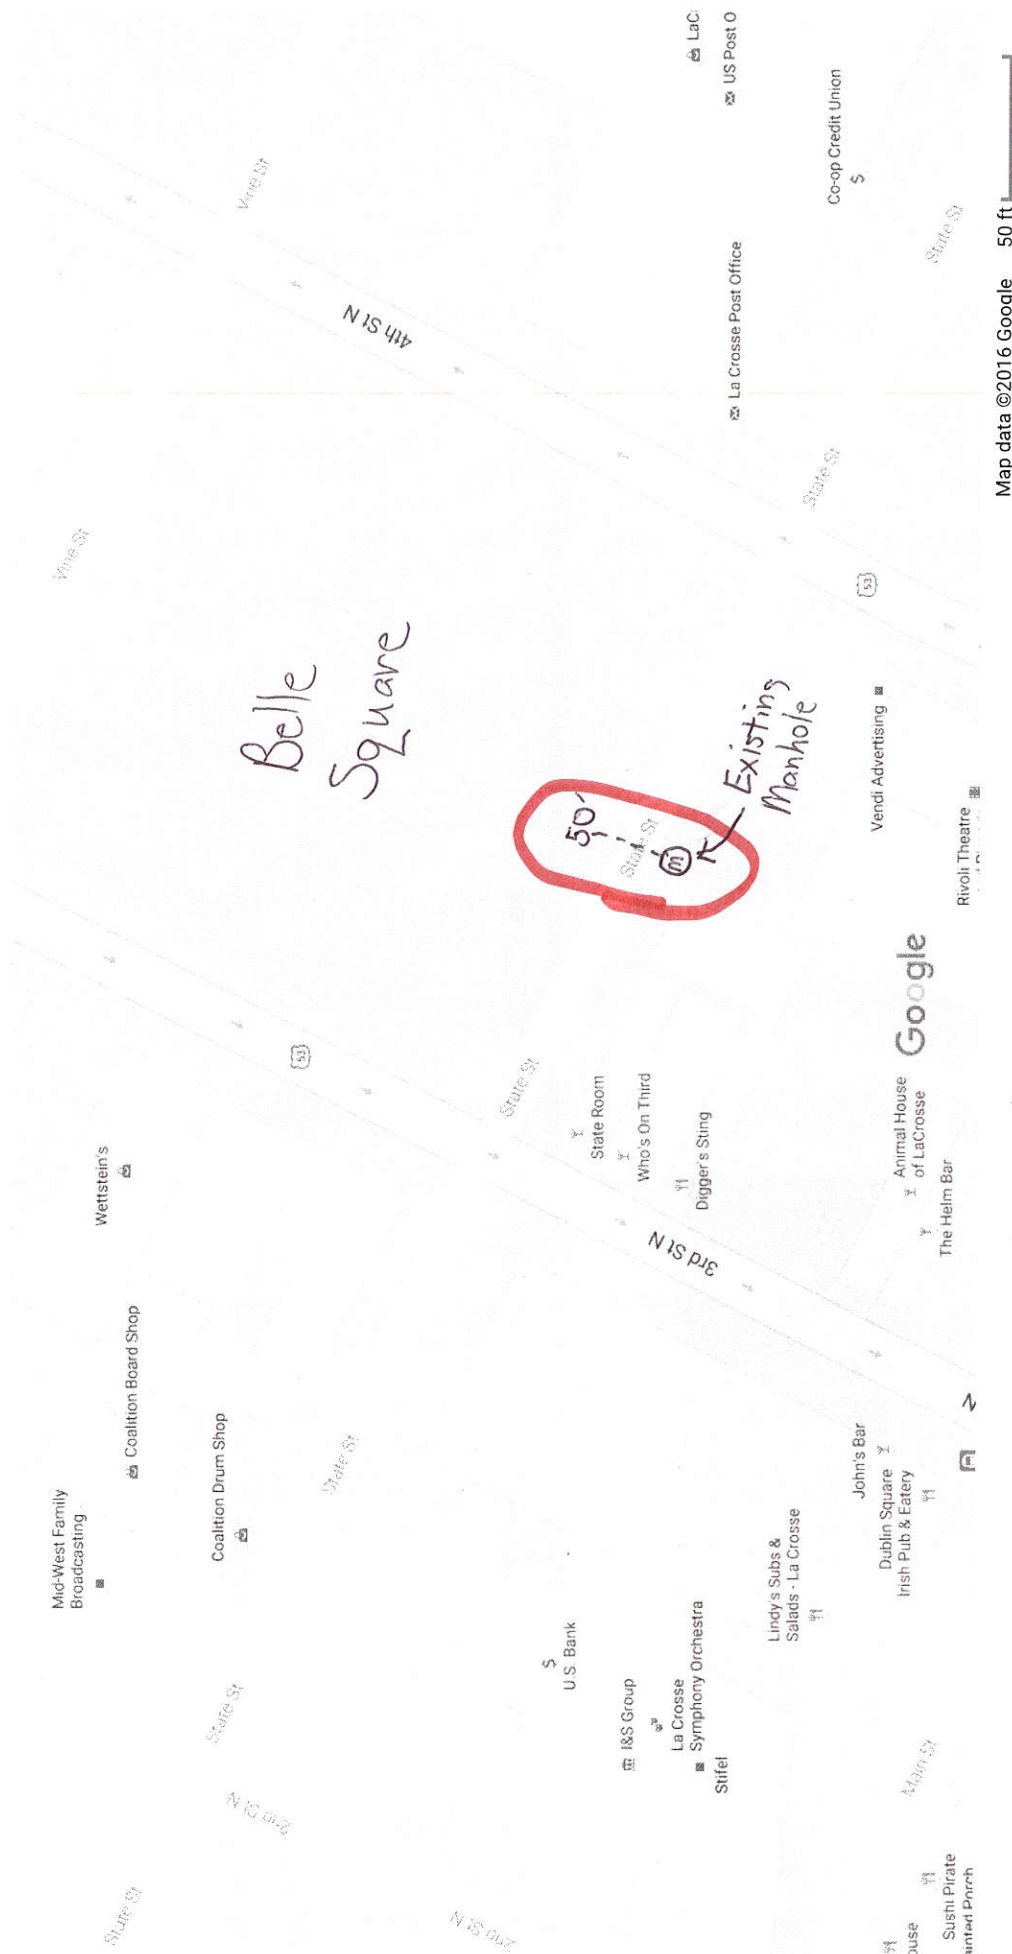 LaC
US Post O
Vine St
Co-op Credit Union
State St
4th St N
La Crosse Post Office
State St
Vine St
53
Belle
Square
50'
State St
m
Existing
Manhole
Vendi Advertising
Rivoli Theatre
Google
53
State St
Wettstein's
State Room
Who's On Third
Digger's Sting
Animal House
of LaCrosse
The Helm Bar
3rd St N
Coalition Board Shop
Coalition Drum Shop
State St
Mid-West Family
Broadcasting
John's Bar
Dublin Square
Irish Pub & Eatery
Lindy's Subs &
Salads - La Crosse
U.S. Bank
I&S Group
La Crosse
Symphony Orchestra
Stifel
State St
2nd St N
Main St
State St
2nd St N
Sushi Pirate
ainted Porch
ouse
Map data ©2016 Google
50 ft
N